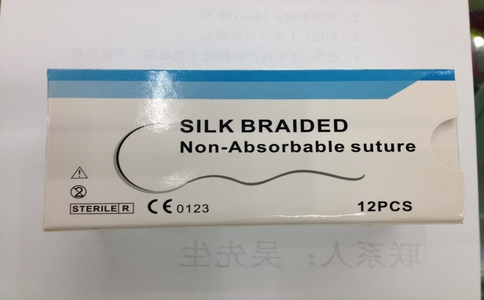 SILK BRAIDED
Non-Absorbable suture
STERILE R
CE 0123
12PCS
联系人：吴先生